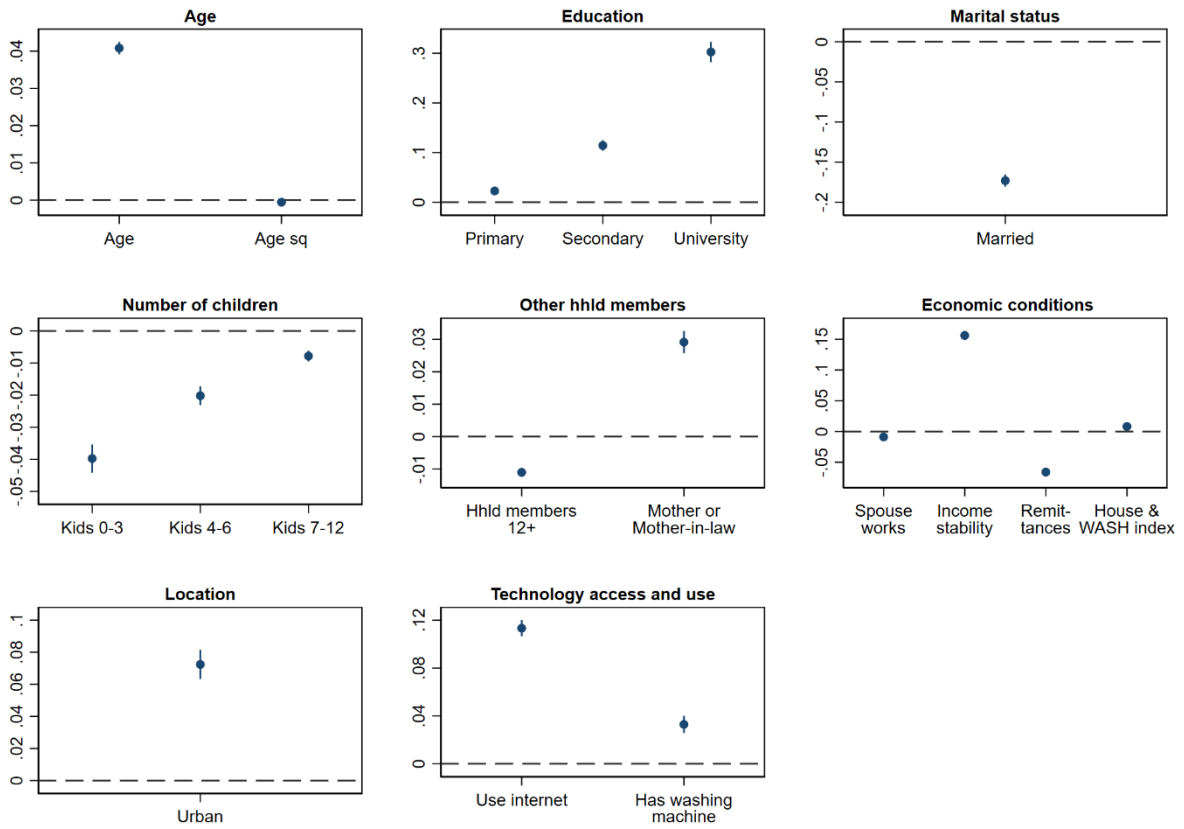 Age
.04
.03
.02
.01
0
Age
Age sq
Education
.3
.2
.1
0
Primary
Secondary
University
Marital status
0
-.05
-.1
-.15
-.2
Married
Number of children
0
-.01
-.02
-.03
-.04
-.05
Kids 0-3
Kids 4-6
Kids 7-12
Other hhld members
.03
.02
.01
0
-.01
Hhld members
12+
Mother or
Mother-in-law
Economic conditions
.15
.1
.05
0
-.05
Spouse
works
Income
stability
Remit-
tances
House &
WASH index
Location
.1
.08
.06
.04
.02
0
Urban
Technology access and use
.12
.08
.04
0
Use internet
Has washing
machine